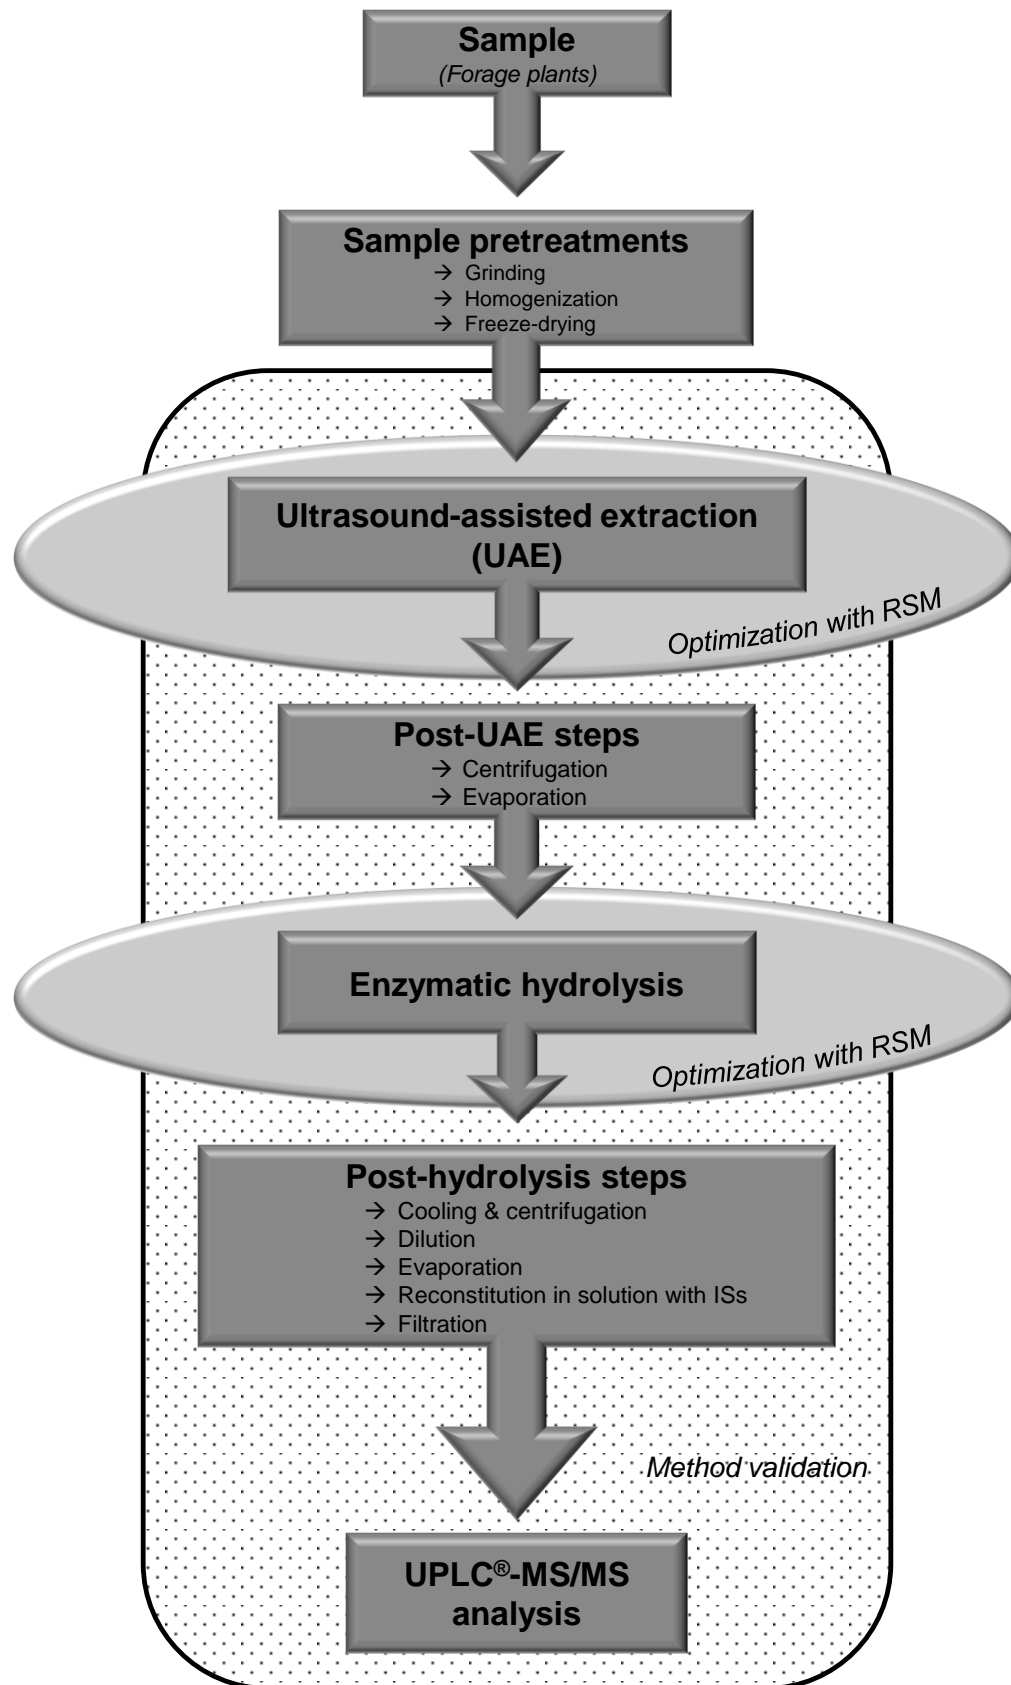 Sample
(Forage plants)
Sample pretreatments
→ Grinding
→ Homogenization
→ Freeze-drying
Ultrasound-assisted extraction
(UAE)
Optimization with RSM
Post-UAE steps
→ Centrifugation
→ Evaporation
Enzymatic hydrolysis
Optimization with RSM
Post-hydrolysis steps
→ Cooling & centrifugation
→ Dilution
→ Evaporation
→ Reconstitution in solution with ISs
→ Filtration
Method validation
UPLC®-MS/MS
analysis